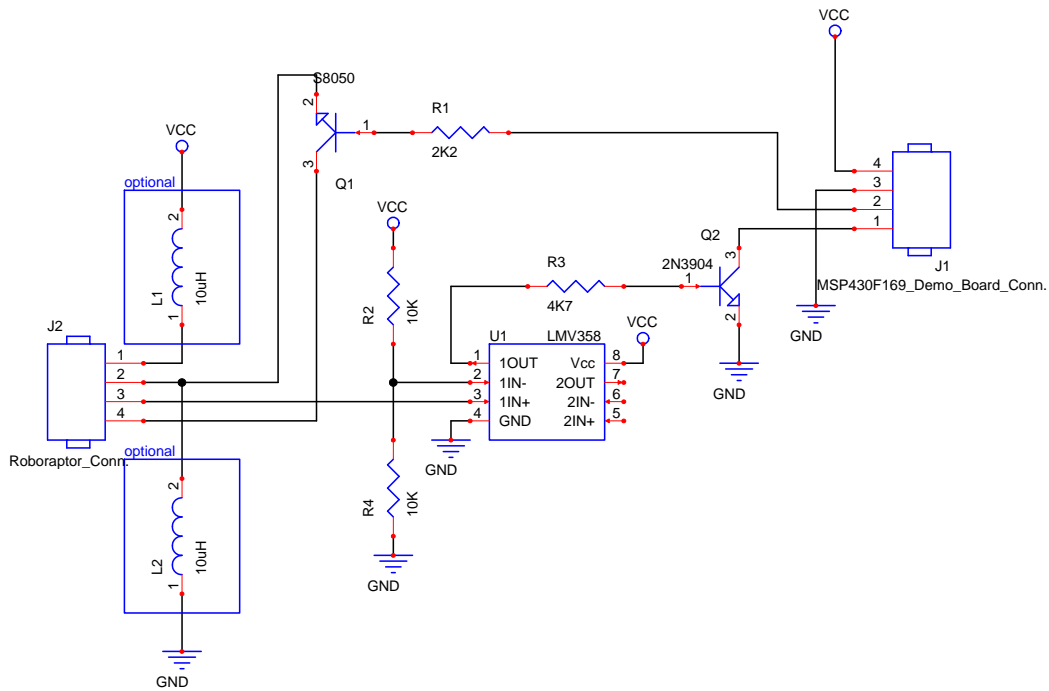 VCC
S8050
2
1
3
Q1
R1
2K2
VCC
optional
2
L1
10uH
1
J2
1
2
3
4
Roboraptor_Conn.
optional
2
L2
10uH
1
GND
VCC
R2
10K
R4
10K
GND
R3
4K7
U1
LMV358
1
1OUT
2
1IN-
3
1IN+
4
GND
Vcc
8
2OUT
7
2IN-
6
2IN+
5
GND
VCC
Q2
2N3904
3
1
2
GND
4
3
2
1
J1
MSP430F169_Demo_Board_Conn.
GND